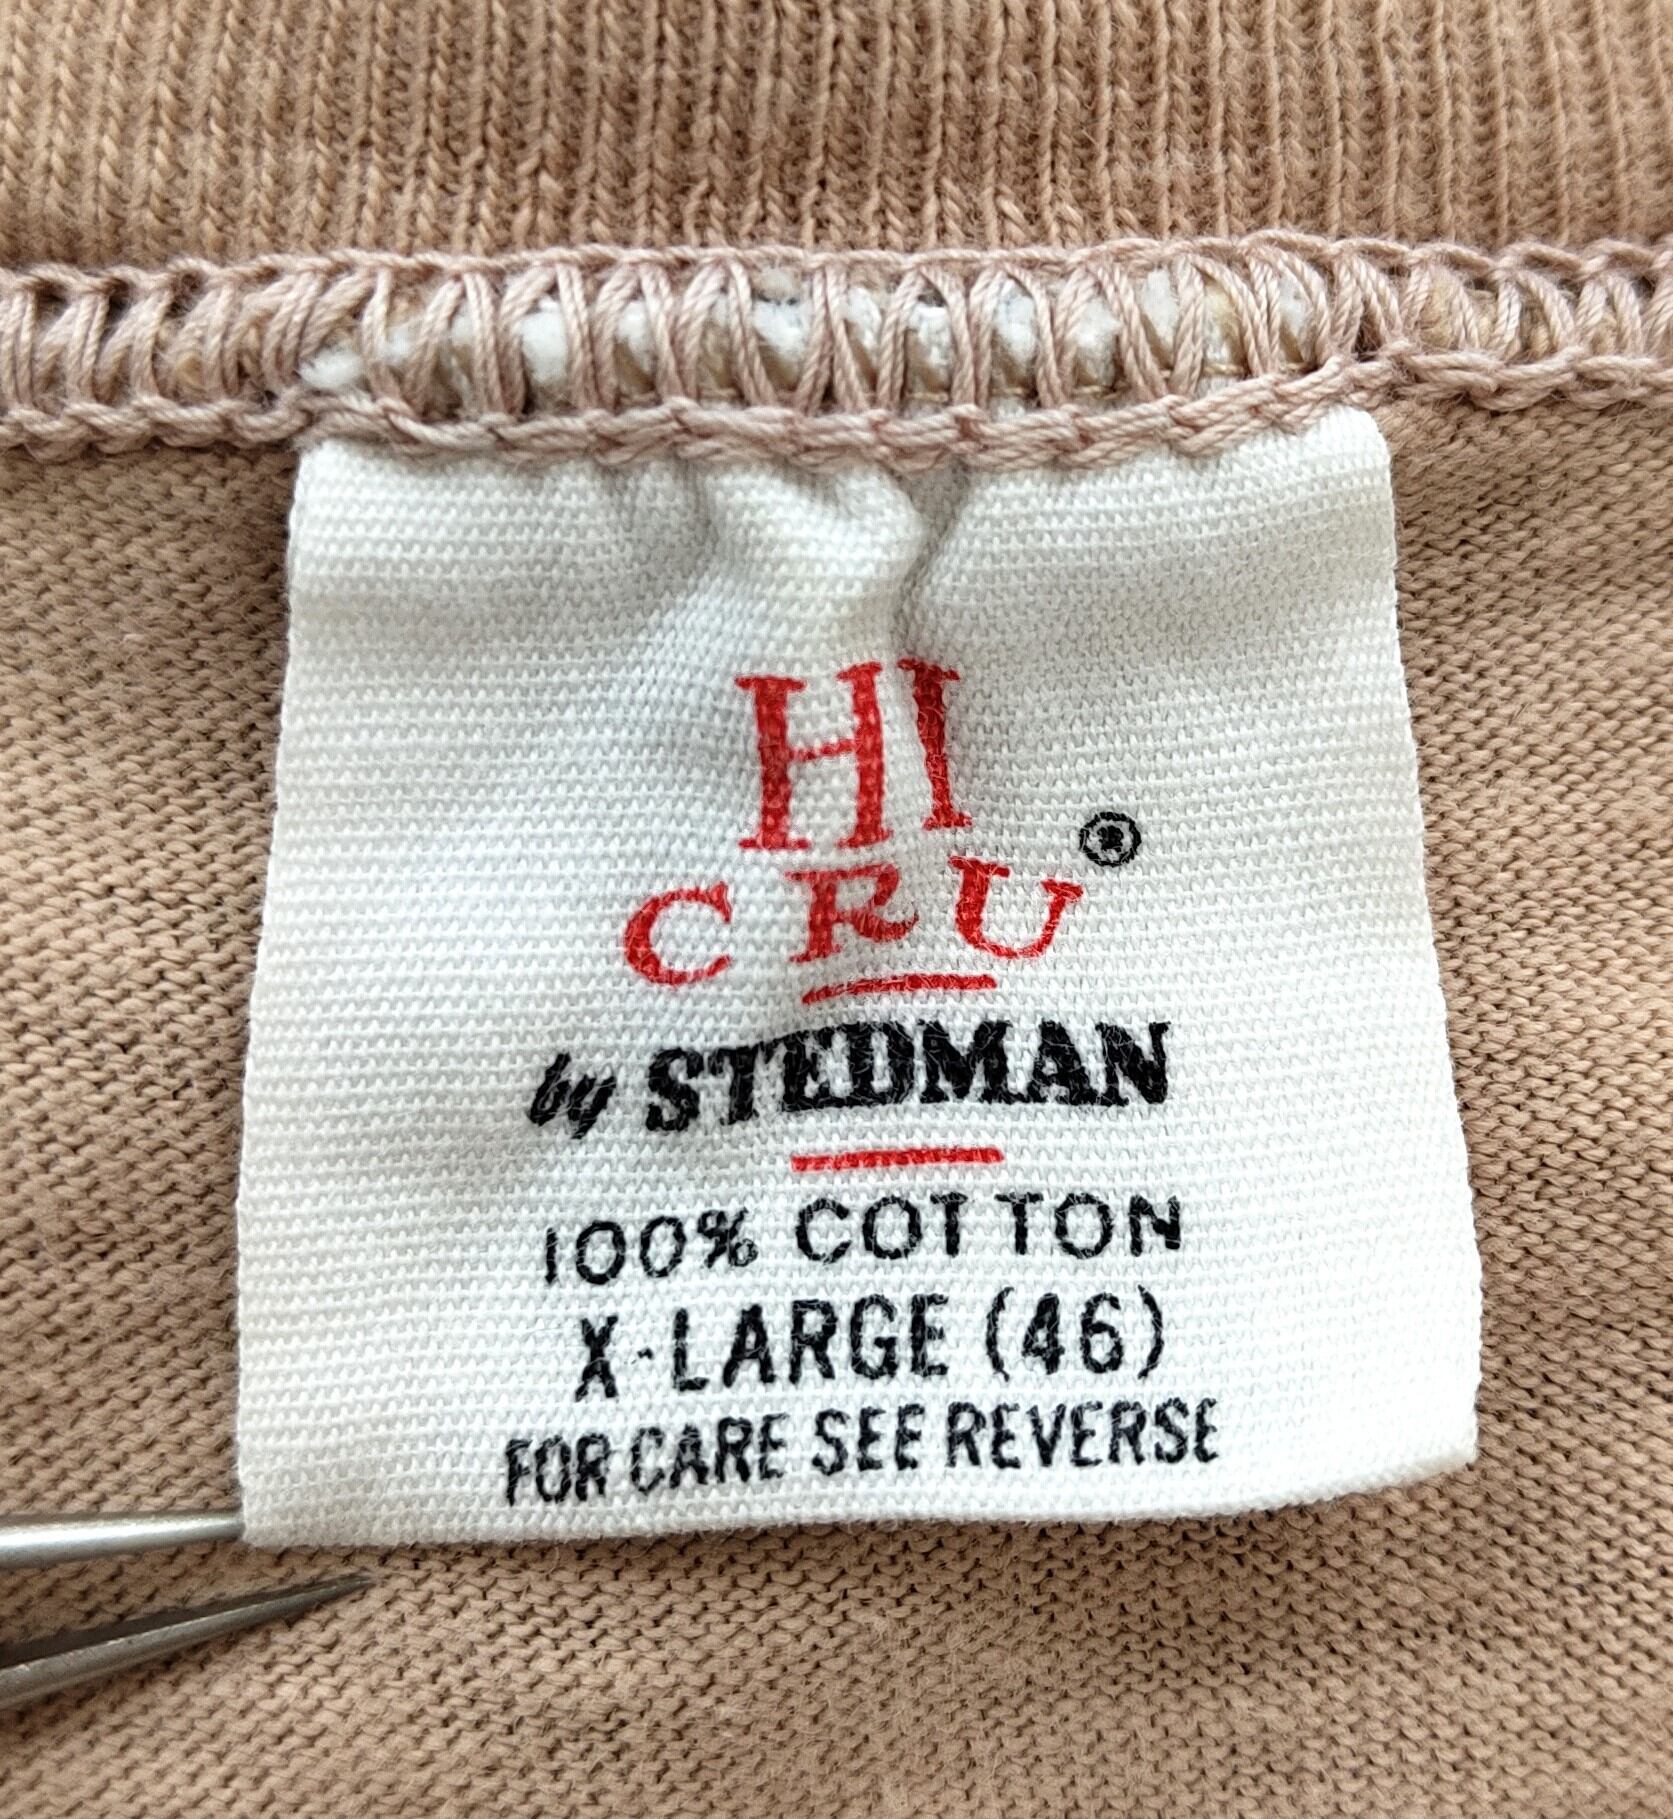 HI
CRU®
by STEDMAN
100% COTTON
X-LARGE (46)
FOR CARE SEE REVERSE